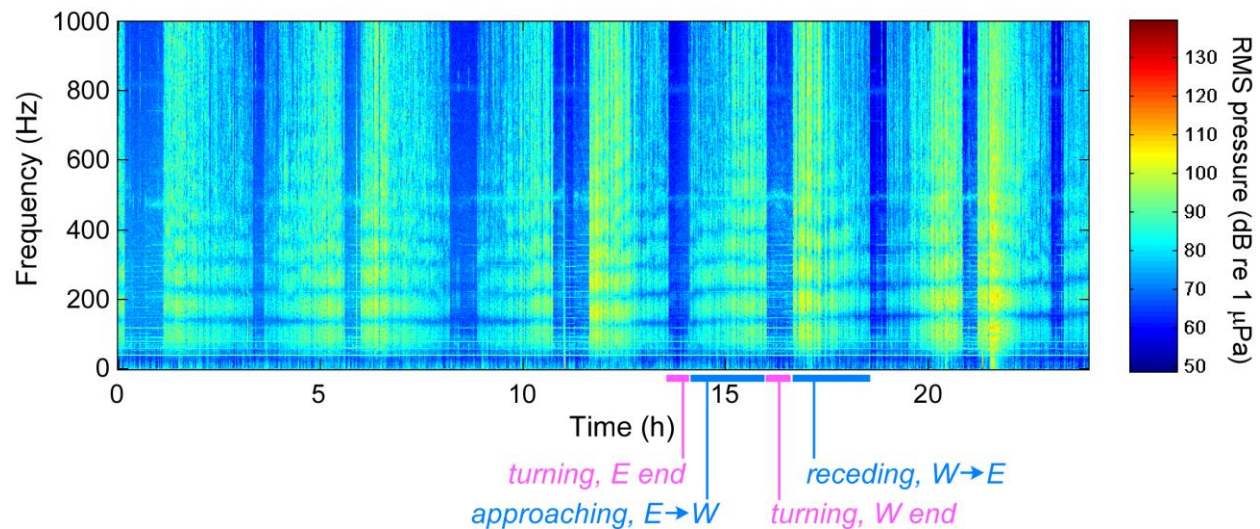 1000
800
600
400
200
0
Frequency (Hz)
0 5 10 15 20
Time (h)
130
120
110
100
90
80
70
60
50
RMS pressure (dB re 1 μPa)
turning, E end
receding, W→E
approaching, E→W
turning, W end